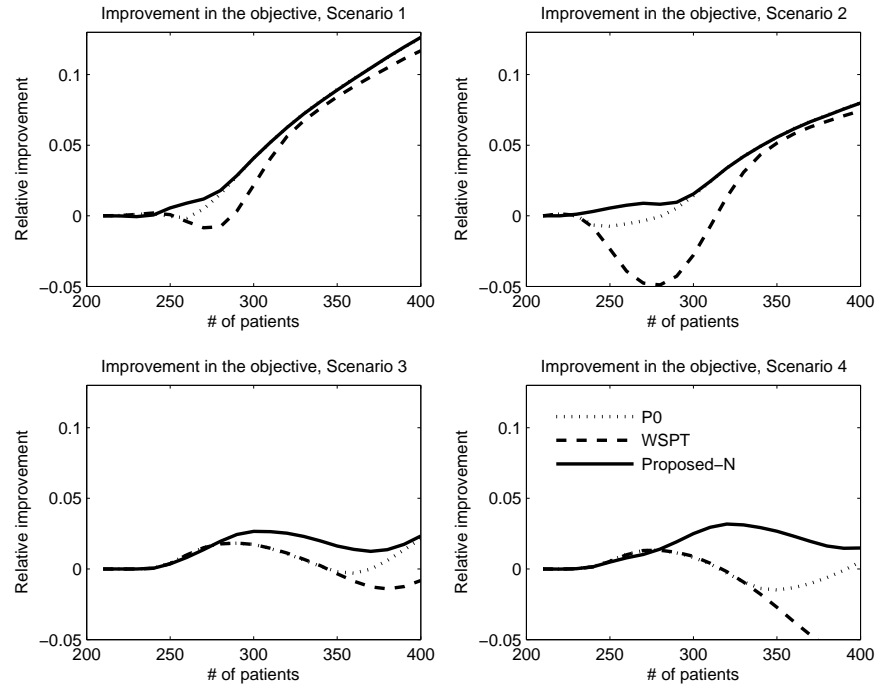 Improvement in the objective, Scenario 1
Relative improvement
0.1
0.05
0
−0.05
200
250
300
350
400
# of patients
Improvement in the objective, Scenario 2
Relative improvement
0.1
0.05
0
−0.05
200
250
300
350
400
# of patients
Improvement in the objective, Scenario 3
Relative improvement
0.1
0.05
0
−0.05
200
250
300
350
400
# of patients
Improvement in the objective, Scenario 4
Relative improvement
0.1
0.05
0
−0.05
P0
WSPT
Proposed−N
200
250
300
350
400
# of patients